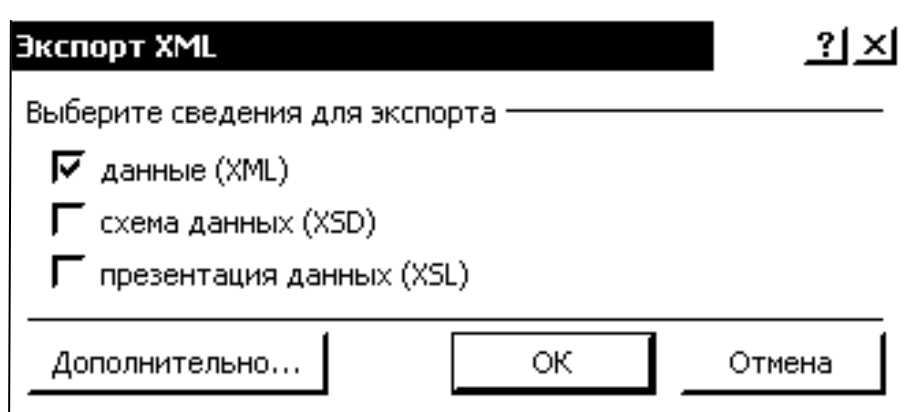 Экспорт XML
Выберите сведения для экспорта
данные (XML)
схема данных (XSD)
презентация данных (XSL)
Дополнительно... ОК Отмена